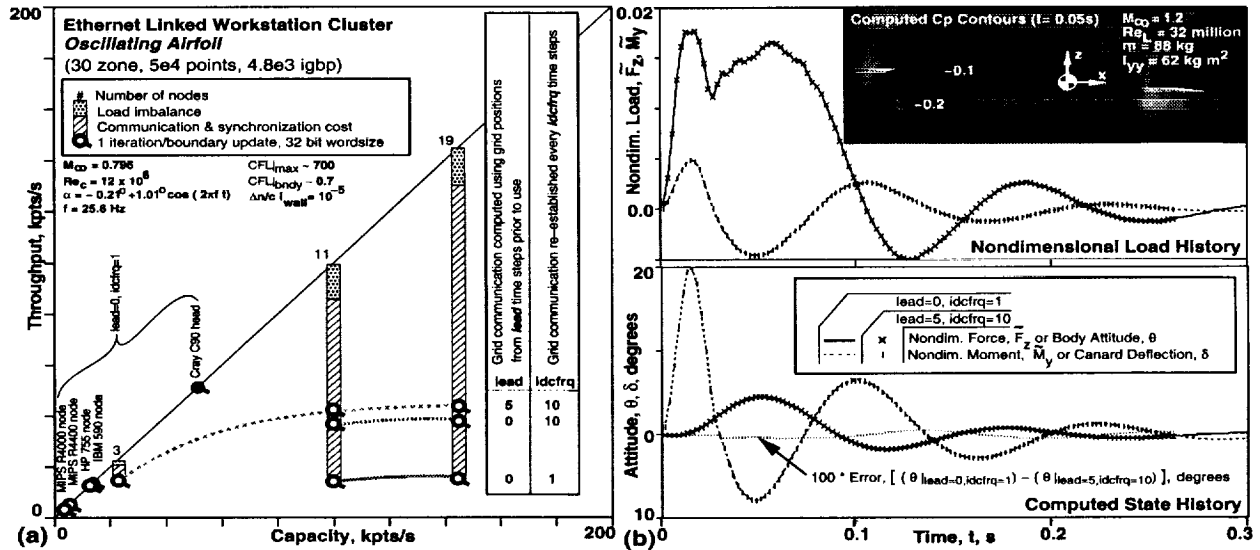 200
Ethernet Linked Workstation Cluster
Oscillating Airfoil
(30 zone, 5e4 points, 4.8e3 igbp)
# Number of nodes
Load imbalance
Communication & synchronization cost
1 iteration/boundary update, 32 bit wordsize
M∞ = 0.796
Re_c = 12 x 10^6
α = − 0.21° +1.01° cos ( 2πf t)
f = 25.6 Hz
CFL|max ~ 700
CFL|bndy ~ 0.7
Δn/c |wall = 10^-5
Throughput, kpts/s
lead=0, idcfrq=1
MIPS R4000 node
MIPS R4400 node
HP 755 node
IBM 590 node
Cray C90 head
3
11
19
Grid communication computed using grid positions
from lead time steps prior to use
Grid communication re-established every idcfrq time steps
lead idcfrq
5 10
0 10
0 1
0
(a) 0 Capacity, kpts/s 200
0.02
Nondim. Load, F̃z, M̃y
0.0
Computed Cp Contours (t= 0.05s)
M∞ = 1.2
Re_L = 32 million
m = 88 kg
I_yy = 62 kg m²
z
x
−0.1
−0.2
Nondimensional Load History
20
Attitude, θ, δ, degrees
0
10
lead=0, idcfrq=1
lead=5, idcfrq=10
Nondim. Force, F̃z or Body Attitude, θ
Nondim. Moment, M̃y or Canard Deflection, δ
100 * Error, [ ( θ |lead=0,idcfrq=1) − ( θ |lead=5,idcfrq=10) ], degrees
Computed State History
(b) 0.0 0.1 Time, t, s 0.2 0.3